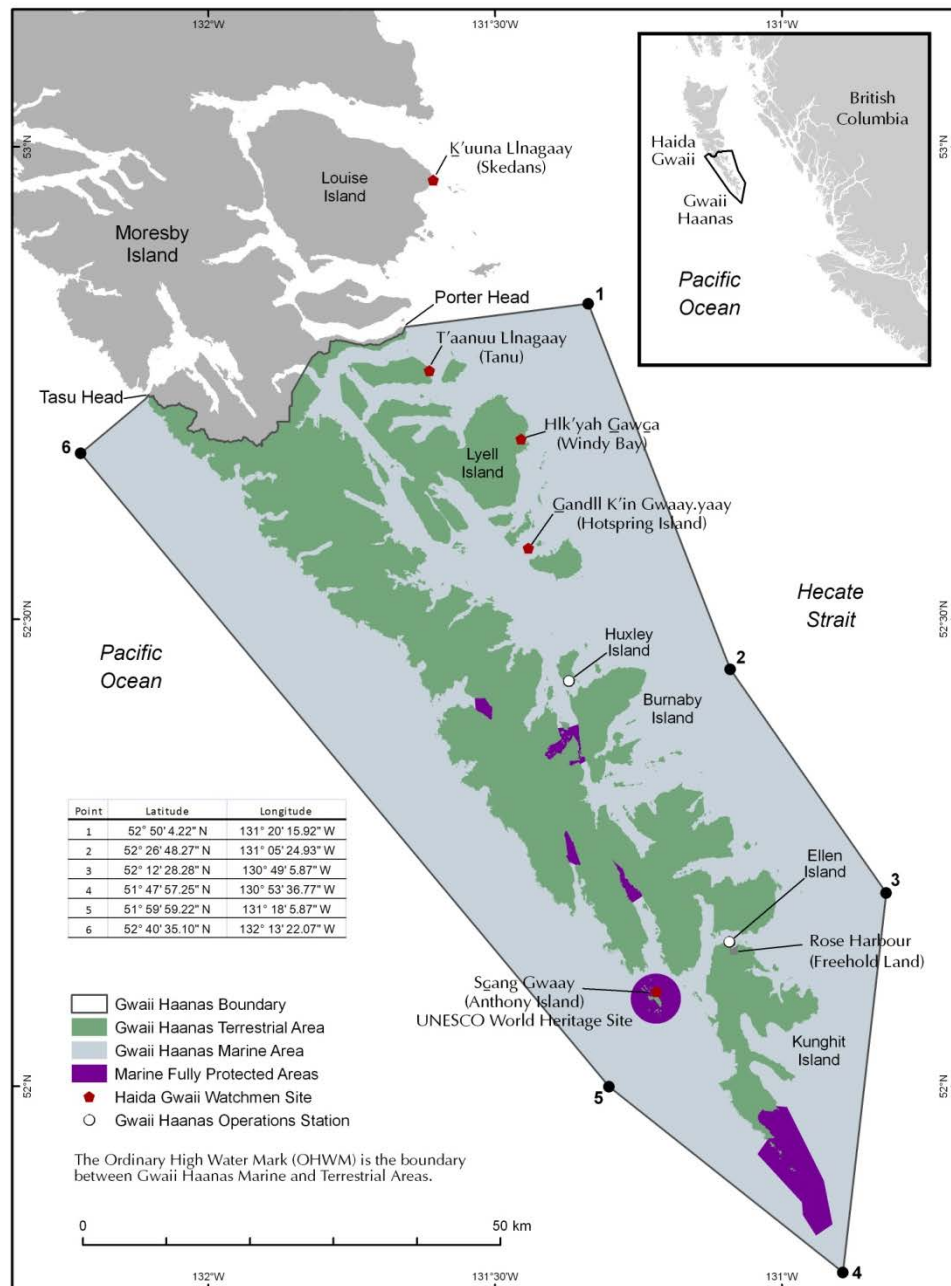 132°W
131°30'W
131°W
53°N
53°N
52°30'N
52°30'N
52°N
52°N
132°W
131°30'W
131°W
British
Columbia
Haida
Gwaii
Gwaii
Haanas
Pacific
Ocean
K̲'uuna Llnagaay
(Skedans)
Louise
Island
Moresby
Island
Porter Head
1
T'aanuu Llnagaay
(Tanu)
Tasu Head
6
Hlk'yah G̲awg̲a
(Windy Bay)
Lyell
Island
G̲andll K'in Gwaay.yaay
(Hotspring Island)
Hecate
Strait
Pacific
Ocean
Huxley
Island
2
Burnaby
Island
Point Latitude Longitude
1 52° 50' 4.22" N 131° 20' 15.92" W
2 52° 26' 48.27" N 131° 05' 24.93" W
3 52° 12' 28.28" N 130° 49' 5.87" W
4 51° 47' 57.25" N 130° 53' 36.77" W
5 51° 59' 59.22" N 131° 18' 5.87" W
6 52° 40' 35.10" N 132° 13' 22.07" W
Ellen
Island
3
Rose Harbour
(Freehold Land)
Sg̲ang Gwaay
(Anthony Island)
UNESCO World Heritage Site
Kunghit
Island
5
Gwaii Haanas Boundary
Gwaii Haanas Terrestrial Area
Gwaii Haanas Marine Area
Marine Fully Protected Areas
Haida Gwaii Watchmen Site
Gwaii Haanas Operations Station
The Ordinary High Water Mark (OHWM) is the boundary
between Gwaii Haanas Marine and Terrestrial Areas.
0 50 km
4